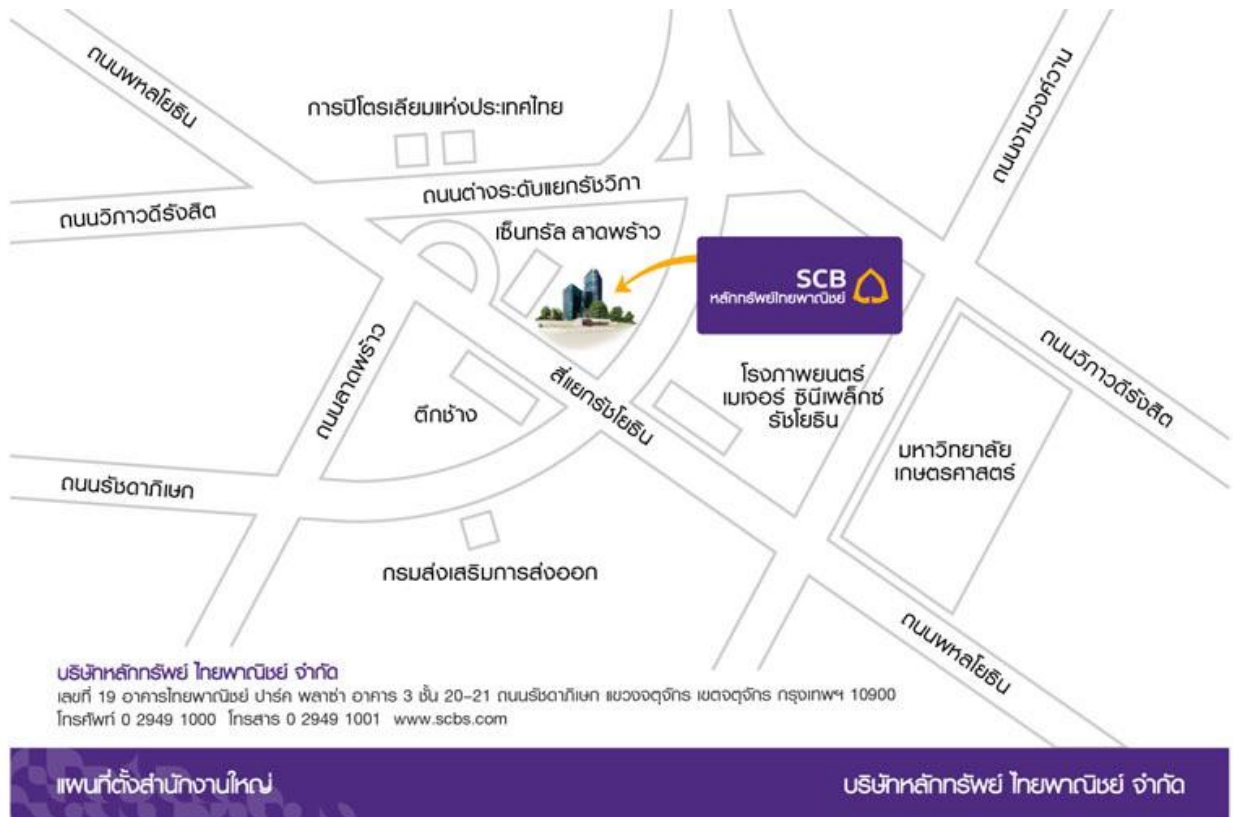 ถนนพหลโยธิน
การปิโตรเลียมแห่งประเทศไทย
ถนนงามวงศ์วาน
ถนนต่างระดับแยกรัชวิภา
ถนนวิภาวดีรังสิต
เซ็นทรัล ลาดพร้าว
SCB
หลักทรัพย์ไทยพาณิชย์
ถนนลาดพร้าว
สี่แยกรัชโยธิน
ถนนวิภาวดีรังสิต
โรงภาพยนตร์
เมเจอร์ ซินีเพล็กซ์
รัชโยธิน
ตึกช้าง
มหาวิทยาลัย
เกษตรศาสตร์
ถนนรัชดาภิเษก
กรมส่งเสริมการส่งออก
ถนนพหลโยธิน
บริษัทหลักทรัพย์ ไทยพาณิชย์ จำกัด
เลขที่ 19 อาคารไทยพาณิชย์ ปาร์ค พลาซ่า อาคาร 3 ชั้น 20-21 ถนนรัชดาภิเษก แขวงจตุจักร เขตจตุจักร กรุงเทพฯ 10900
โทรศัพท์ 0 2949 1000 โทรสาร 0 2949 1001 www.scbs.com
แผนที่ตั้งสำนักงานใหญ่
บริษัทหลักทรัพย์ ไทยพาณิชย์ จำกัด